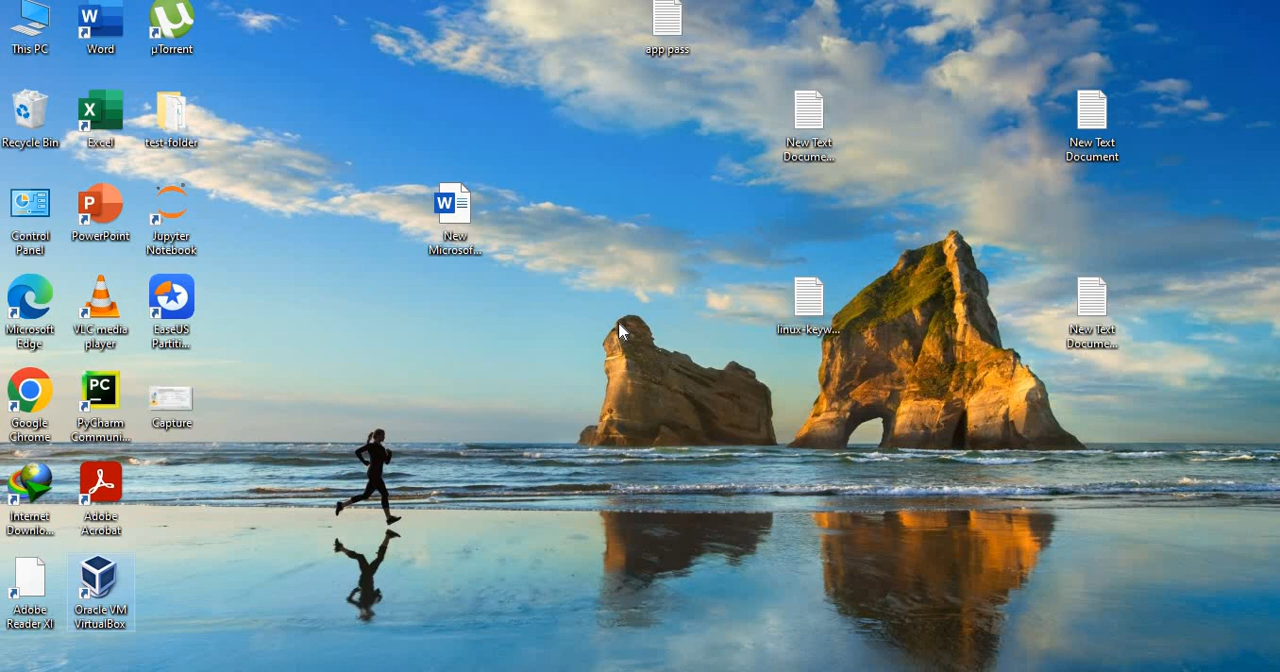 This PC
Word
µTorrent
app pass
Recycle Bin
Excel
test-folder
New Text
Docume...
New Text
Document
Control
Panel
PowerPoint
Jupyter
Notebook
New
Microsof...
Microsoft
Edge
VLC media
player
EaseUS
Partiti...
linux-keyw...
New Text
Docume...
Google
Chrome
PC
PyCharm
Communi...
Capture
Internet
Downlo...
Adobe
Acrobat
Adobe
Reader XI
Oracle VM
VirtualBox